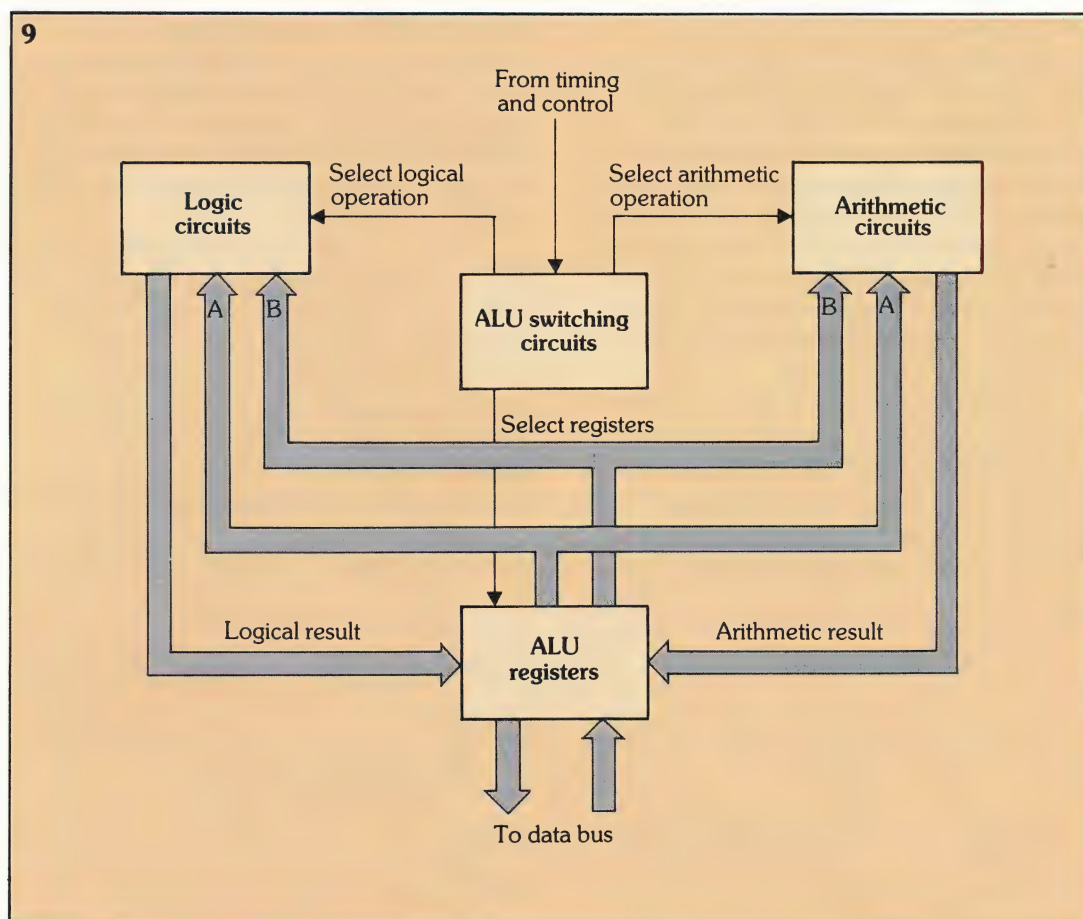 9
From timing
and control
Select logical
operation
Select arithmetic
operation
Logic
circuits
Arithmetic
circuits
A
B
ALU switching
circuits
B
A
Select registers
Logical result
ALU
registers
Arithmetic result
To data bus